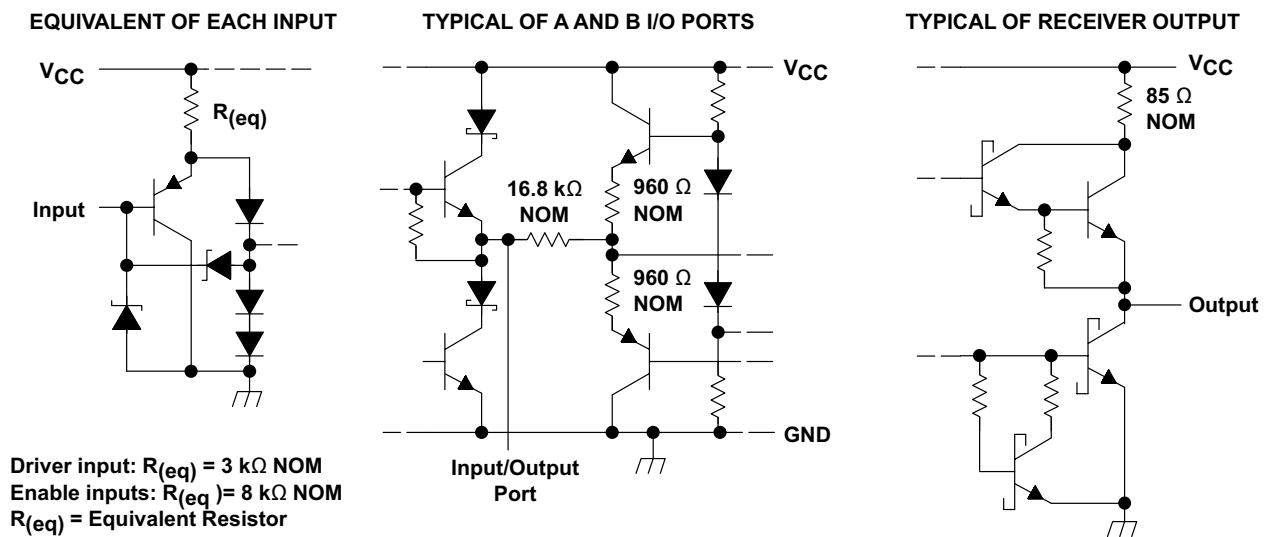 EQUIVALENT OF EACH INPUT
VCC
R(eq)
Input
Driver input: R(eq) = 3 kΩ NOM
Enable inputs: R(eq )= 8 kΩ NOM
R(eq) = Equivalent Resistor
TYPICAL OF A AND B I/O PORTS
VCC
16.8 kΩ
NOM
960 Ω
NOM
960 Ω
NOM
GND
Input/Output
Port
TYPICAL OF RECEIVER OUTPUT
VCC
85 Ω
NOM
Output